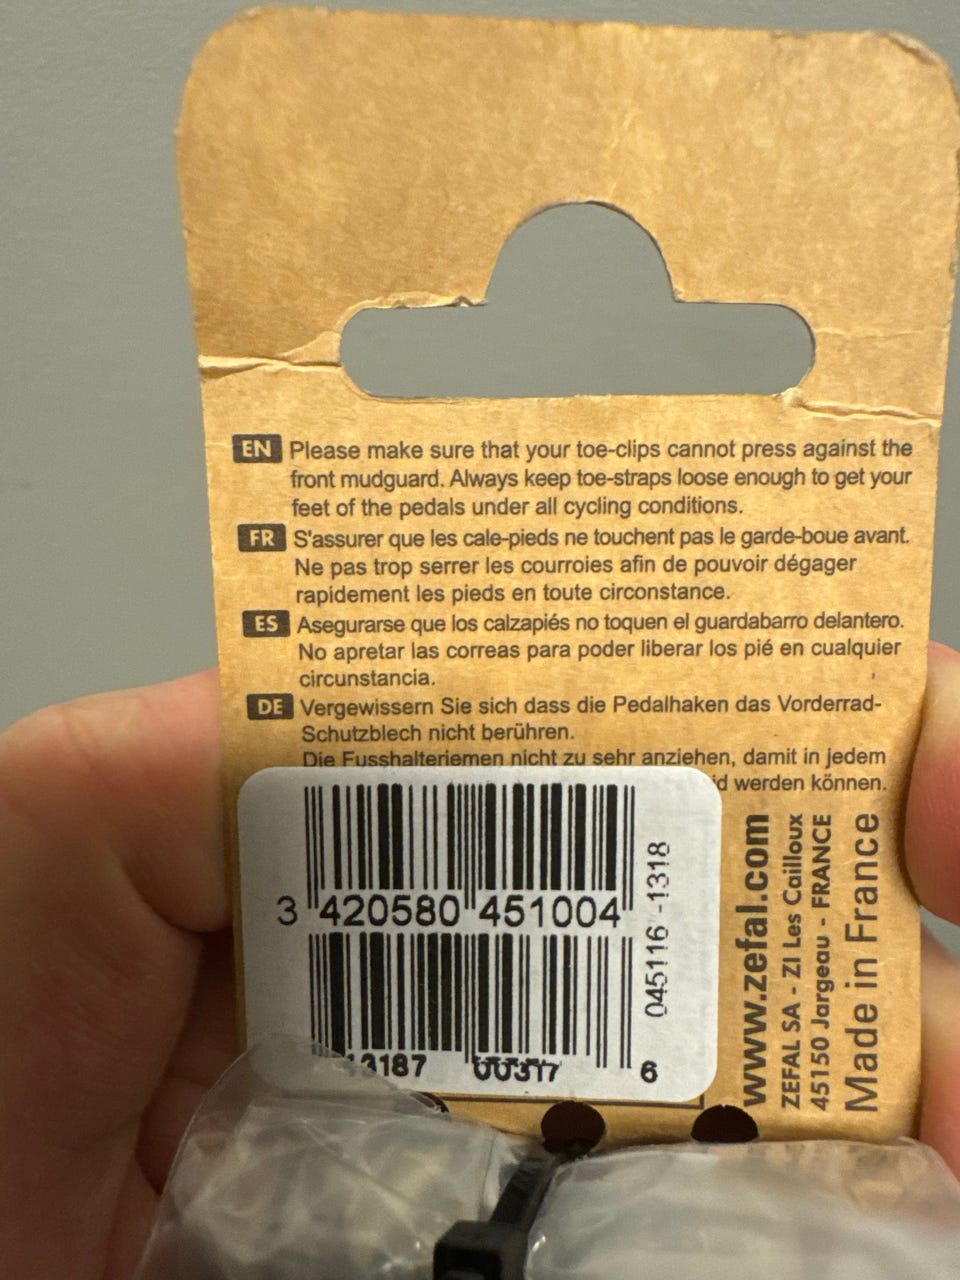 EN Please make sure that your toe-clips cannot press against the
front mudguard. Always keep toe-straps loose enough to get your
feet of the pedals under all cycling conditions.
FR S'assurer que les cale-pieds ne touchent pas le garde-boue avant.
Ne pas trop serrer les courroies afin de pouvoir dégager
rapidement les pieds en toute circonstance.
ES Asegurarse que los calzapiés no toquen el guardabarro delantero.
No apretar las correas para poder liberar los pié en cualquier
circunstancia.
DE Vergewissern Sie sich dass die Pedalhaken das Vorderrad-
Schutzblech nicht berühren.
Die Fusshalteriemen nicht zu sehr anziehen, damit in jedem
werden können.
3 420580 451004
13187 00317 6
045116 -1318
www.zefal.com
ZEFAL SA - ZI Les Cailloux
45150 Jargeau - FRANCE
Made in France